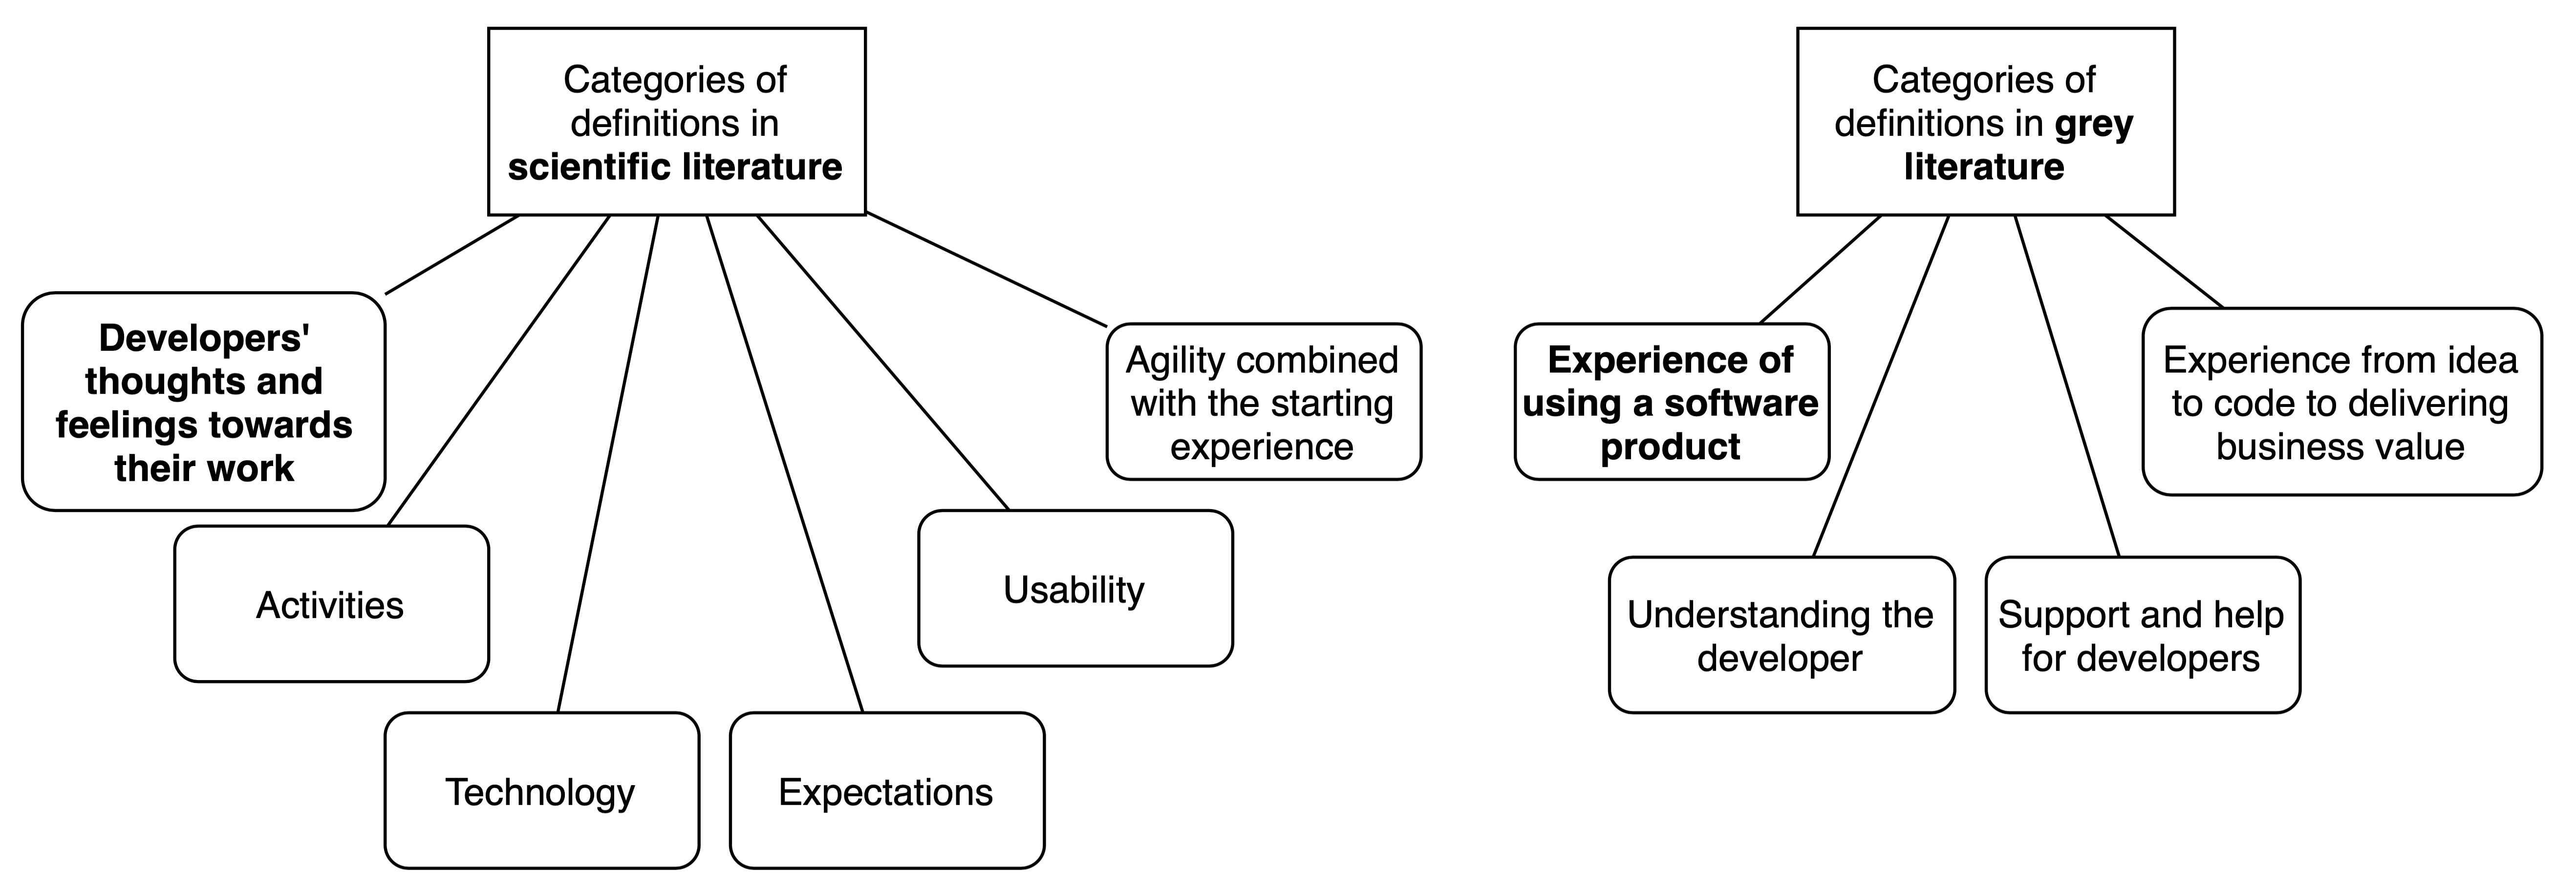 Categories of
definitions in
scientific literature
Developers'
thoughts and
feelings towards
their work
Activities
Technology
Expectations
Usability
Agility combined
with the starting
experience
Categories of
definitions in grey
literature
Experience of
using a software
product
Understanding the
developer
Support and help
for developers
Experience from idea
to code to delivering
business value